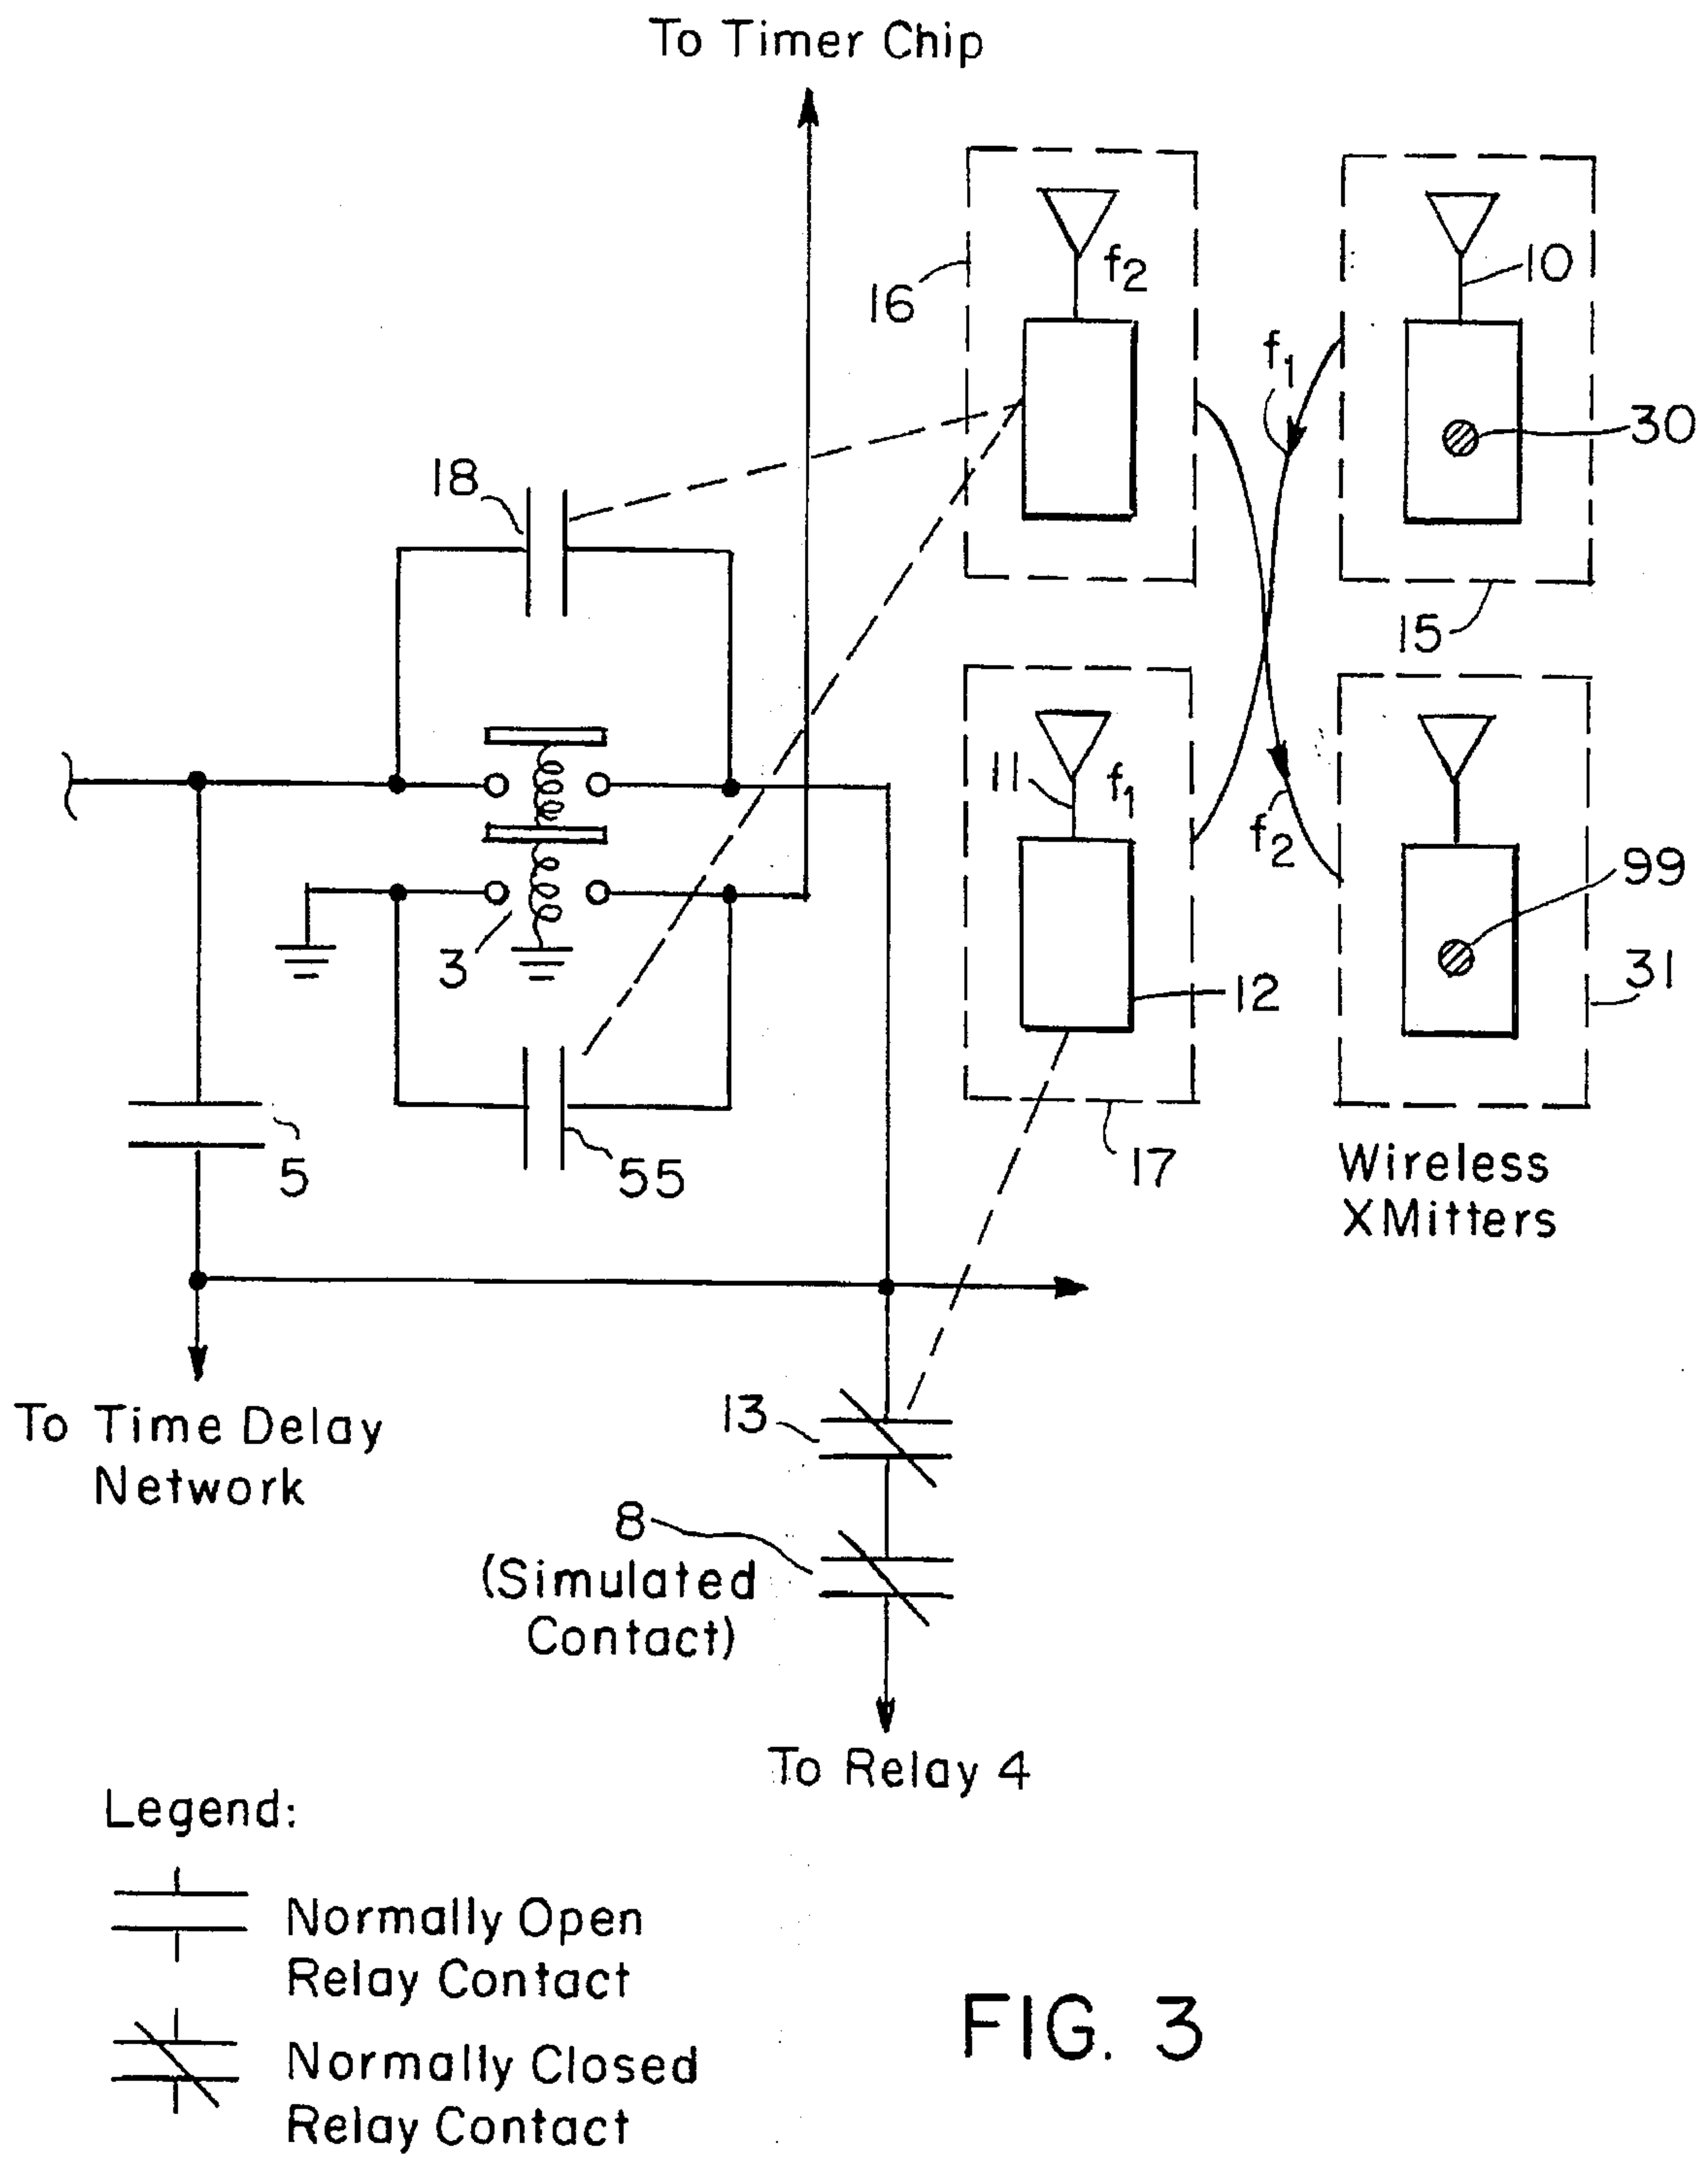 To Timer Chip
16
f2
10
f1
30
18
15
11
f1
f2
99
3
12
31
5
55
17
Wireless
XMitters
To Time Delay
Network
13
8
(Simulated
Contact)
To Relay 4
Legend:
Normally Open
Relay Contact
Normally Closed
Relay Contact
FIG. 3